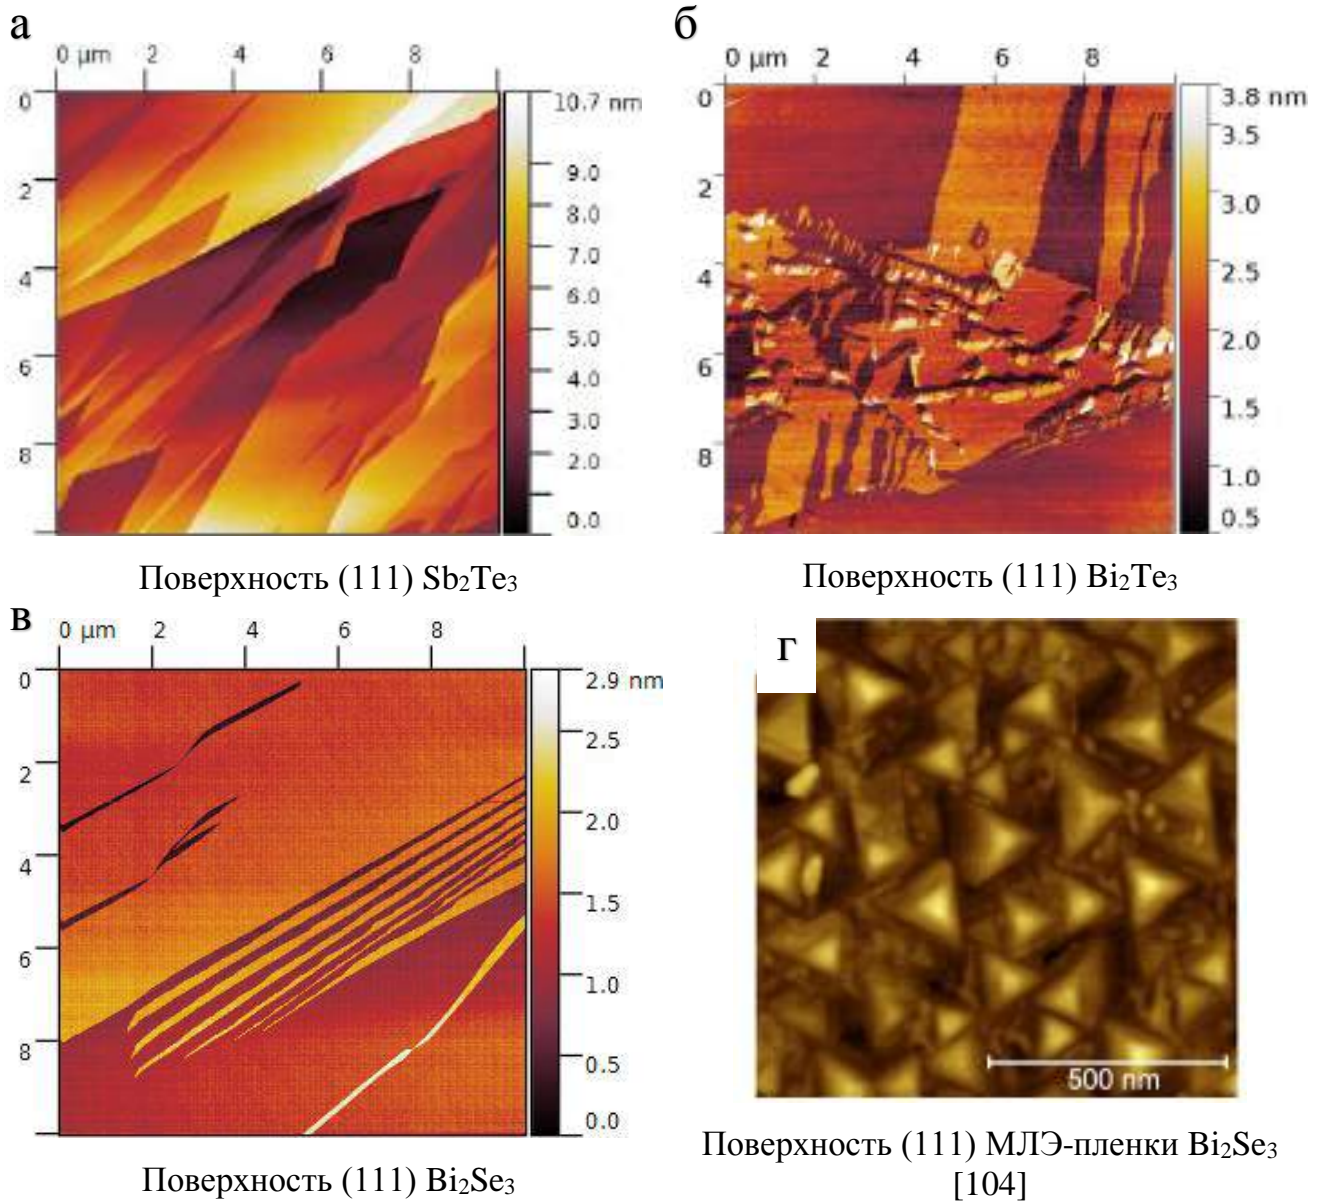 а
0 µm 2 4 6 8
0
2
4
6
8
10.7 nm
9.0
8.0
7.0
6.0
5.0
4.0
3.0
2.0
0.0
Поверхность (111) Sb₂Te₃
б
0 µm 2 4 6 8
0
2
4
6
8
3.8 nm
3.5
3.0
2.5
2.0
1.5
1.0
0.5
Поверхность (111) Bi₂Te₃
в
0 µm 2 4 6 8
0
2
4
6
8
2.9 nm
2.5
2.0
1.5
1.0
0.5
0.0
Поверхность (111) Bi₂Se₃
г
500 nm
Поверхность (111) МЛЭ-пленки Bi₂Se₃
[104]